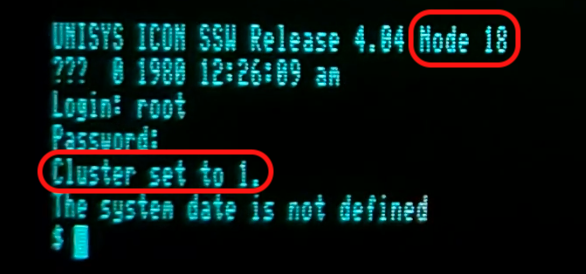 UNISYS ICON SSW Release 4.04 Node 18
???  0 1980 12:26:09 am
Login: root
Password:
Cluster set to 1.
The system date is not defined
$